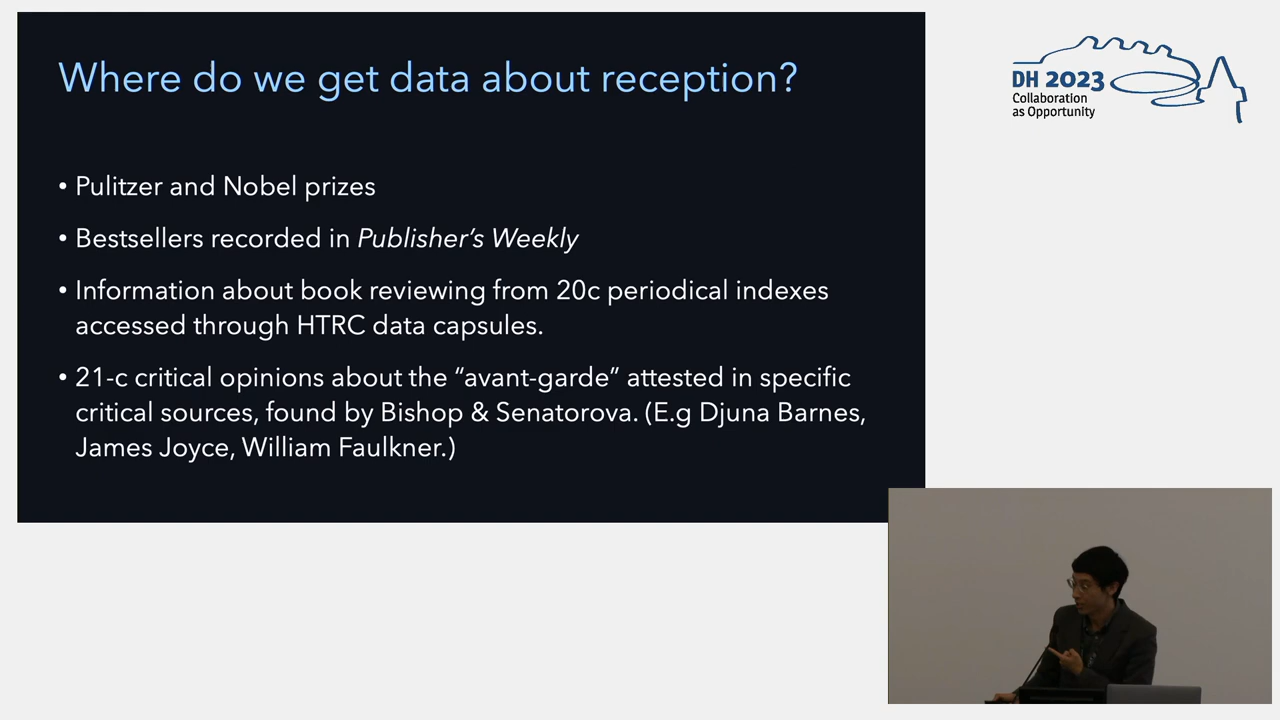 Where do we get data about reception?
• Pulitzer and Nobel prizes
• Bestsellers recorded in Publisher’s Weekly
• Information about book reviewing from 20c periodical indexes
accessed through HTRC data capsules.
• 21-c critical opinions about the “avant-garde” attested in specific
critical sources, found by Bishop & Senatorova. (E.g Djuna Barnes,
James Joyce, William Faulkner.)
DH 2023
Collaboration
as Opportunity